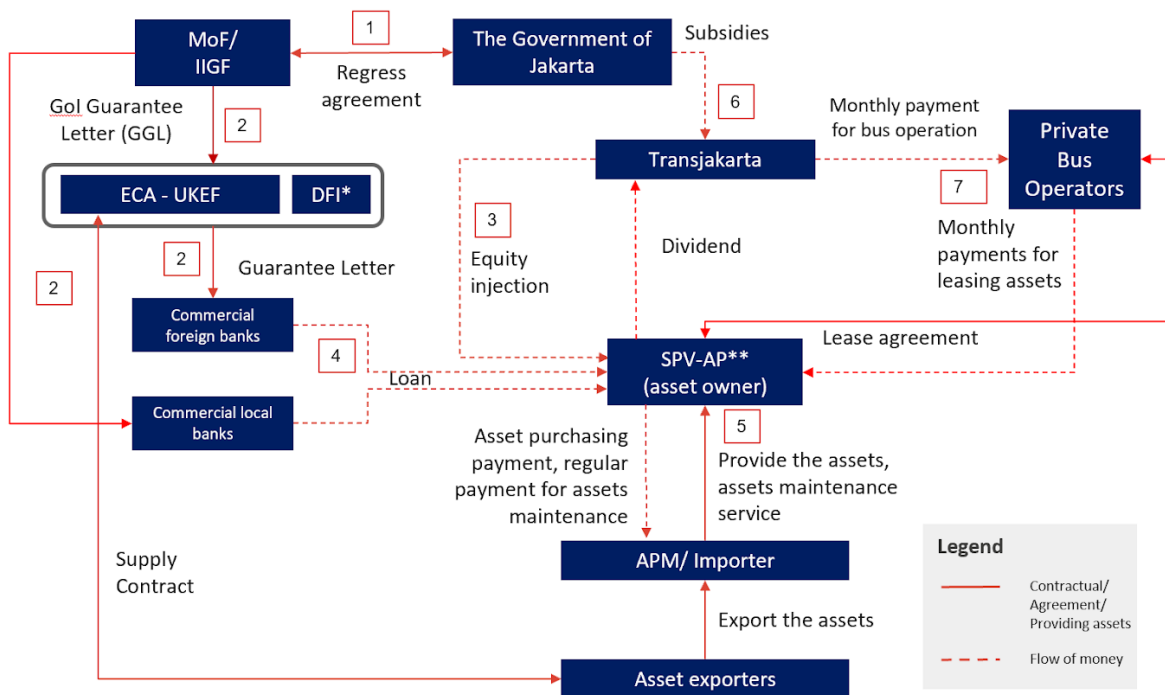 MoF/
IIGF
1
Regress
agreement
The Government of
Jakarta
Subsidies
6
GoI Guarantee
Letter (GGL)
2
Monthly payment
for bus operation
Private
Bus
Operators
Transjakarta
7
ECA - UKEF
DFI*
3
Equity
injection
Dividend
Monthly
payments for
leasing assets
2
2
Guarantee Letter
Commercial
foreign banks
4
Loan
Lease agreement
SPV-AP**
(asset owner)
Commercial local
banks
Asset purchasing
payment, regular
payment for assets
maintenance
5
Provide the assets,
assets maintenance
service
Supply
Contract
APM/ Importer
Export the assets
Asset exporters
Legend
Contractual/
Agreement/
Providing assets
Flow of money